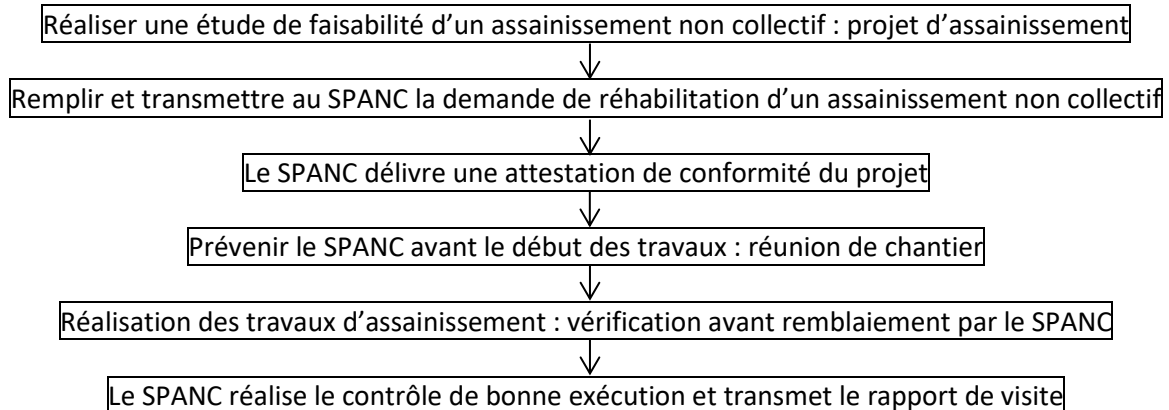 Réaliser une étude de faisabilité d’un assainissement non collectif : projet d’assainissement
Remplir et transmettre au SPANC la demande de réhabilitation d’un assainissement non collectif
Le SPANC délivre une attestation de conformité du projet
Prévenir le SPANC avant le début des travaux : réunion de chantier
Réalisation des travaux d’assainissement : vérification avant remblaiement par le SPANC
Le SPANC réalise le contrôle de bonne exécution et transmet le rapport de visite